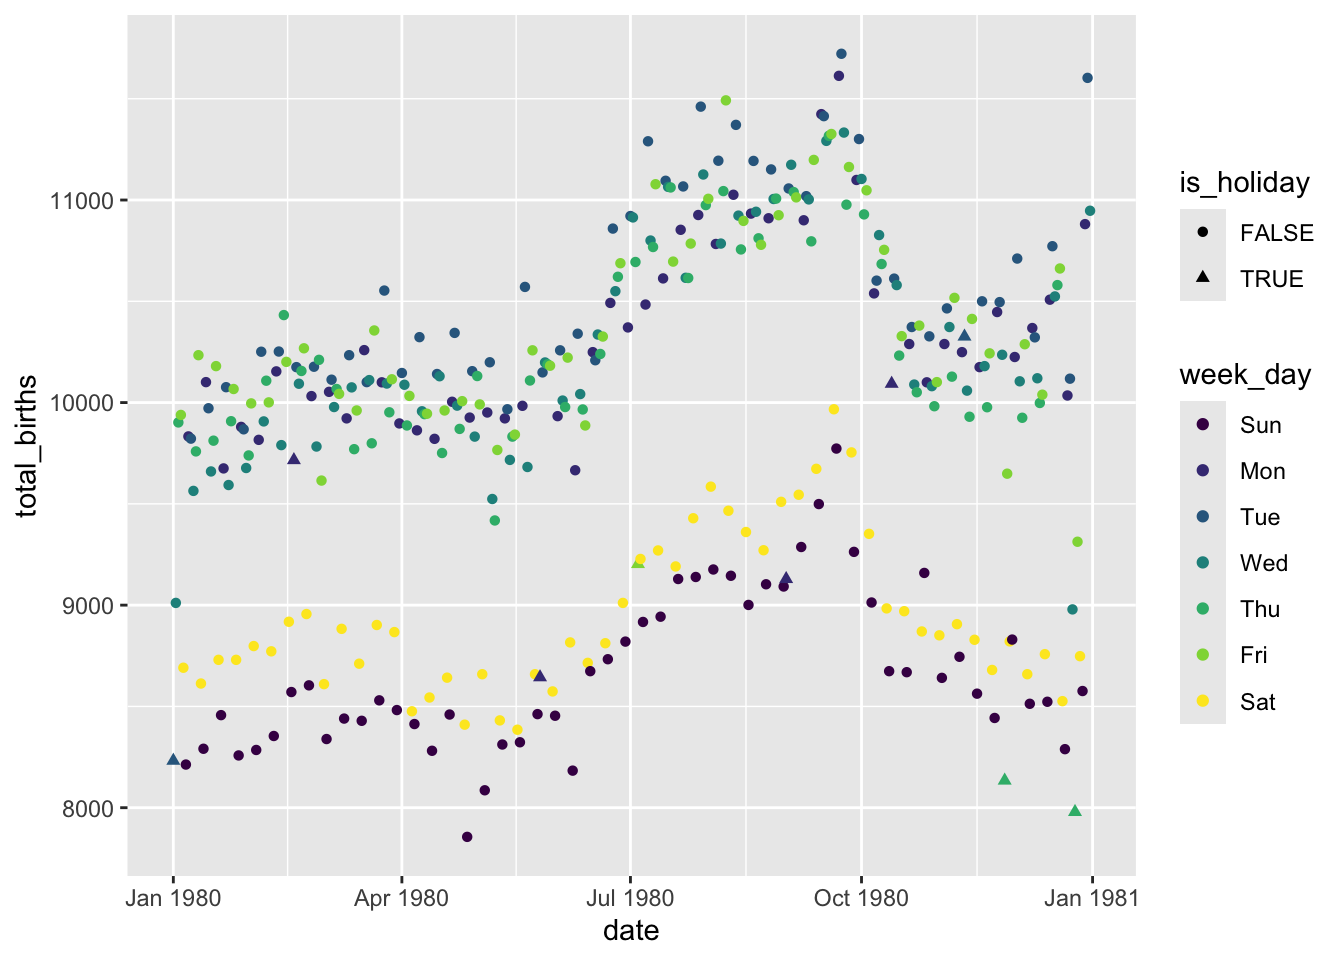 11000
10000
9000
8000
total_births
Jan 1980
Apr 1980
Jul 1980
Oct 1980
Jan 1981
date
is_holiday
FALSE
TRUE
week_day
Sun
Mon
Tue
Wed
Thu
Fri
Sat